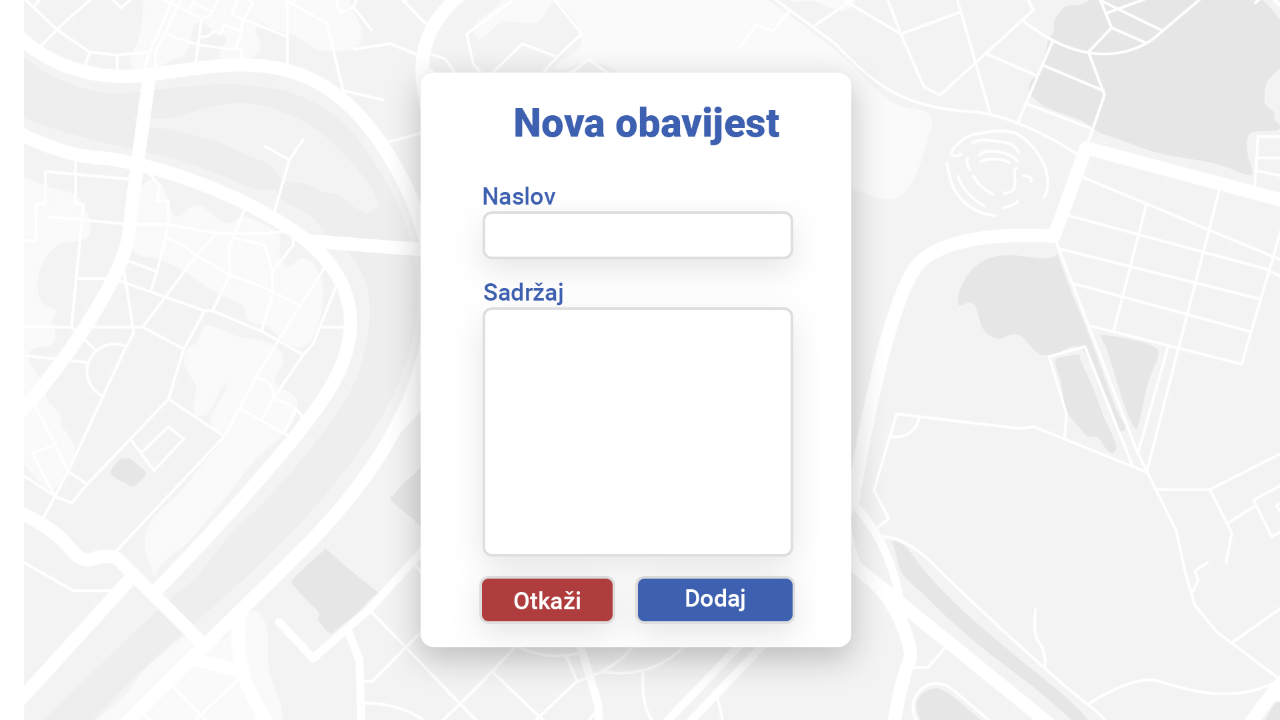 Nova obavijest
Naslov
Sadržaj
Otkaži
Dodaj